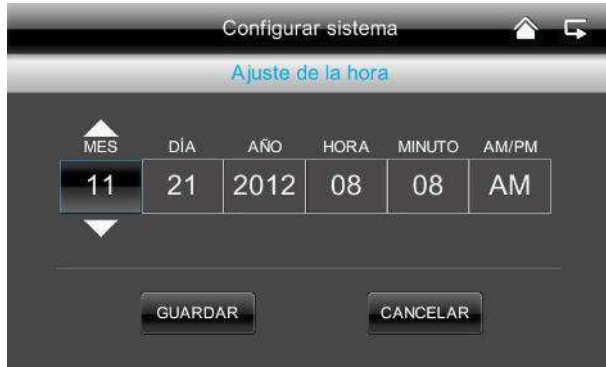 Configurar sistema
Ajuste de la hora
MES DÍA AÑO HORA MINUTO AM/PM
11 21 2012 08 08 AM
GUARDAR CANCELAR